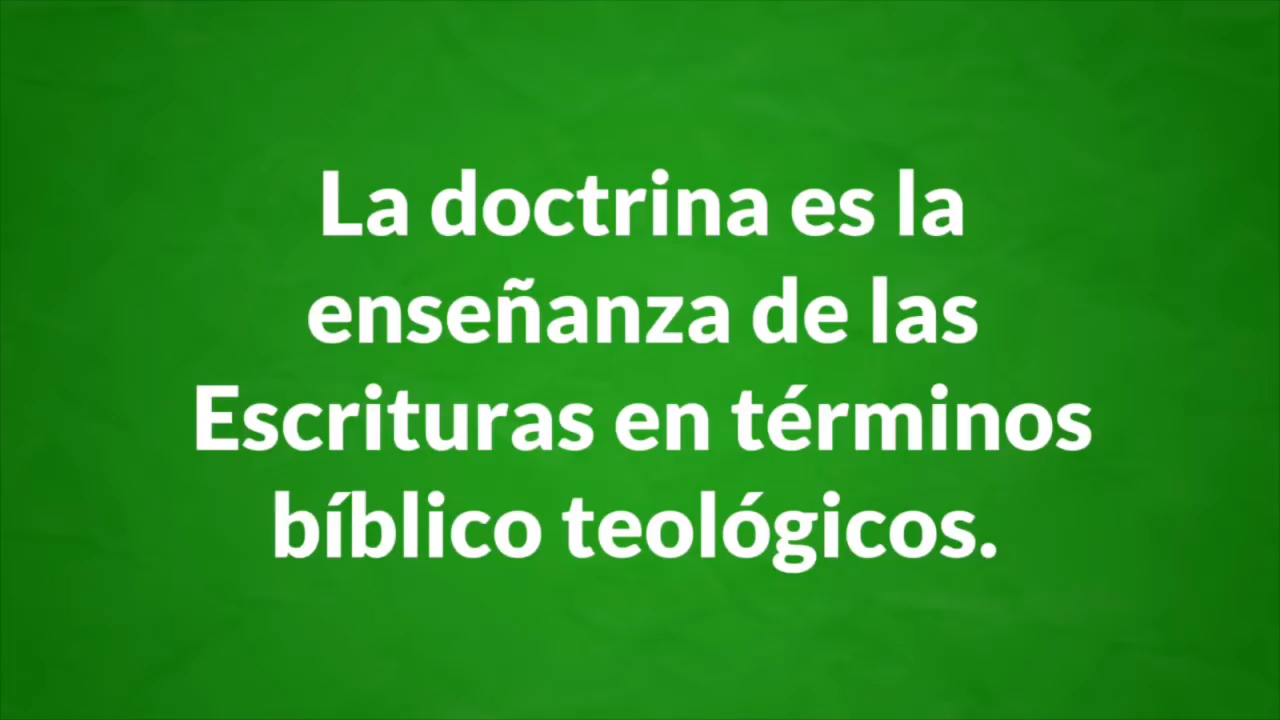 La doctrina es la
enseñanza de las
Escrituras en términos
bíblico teológicos.